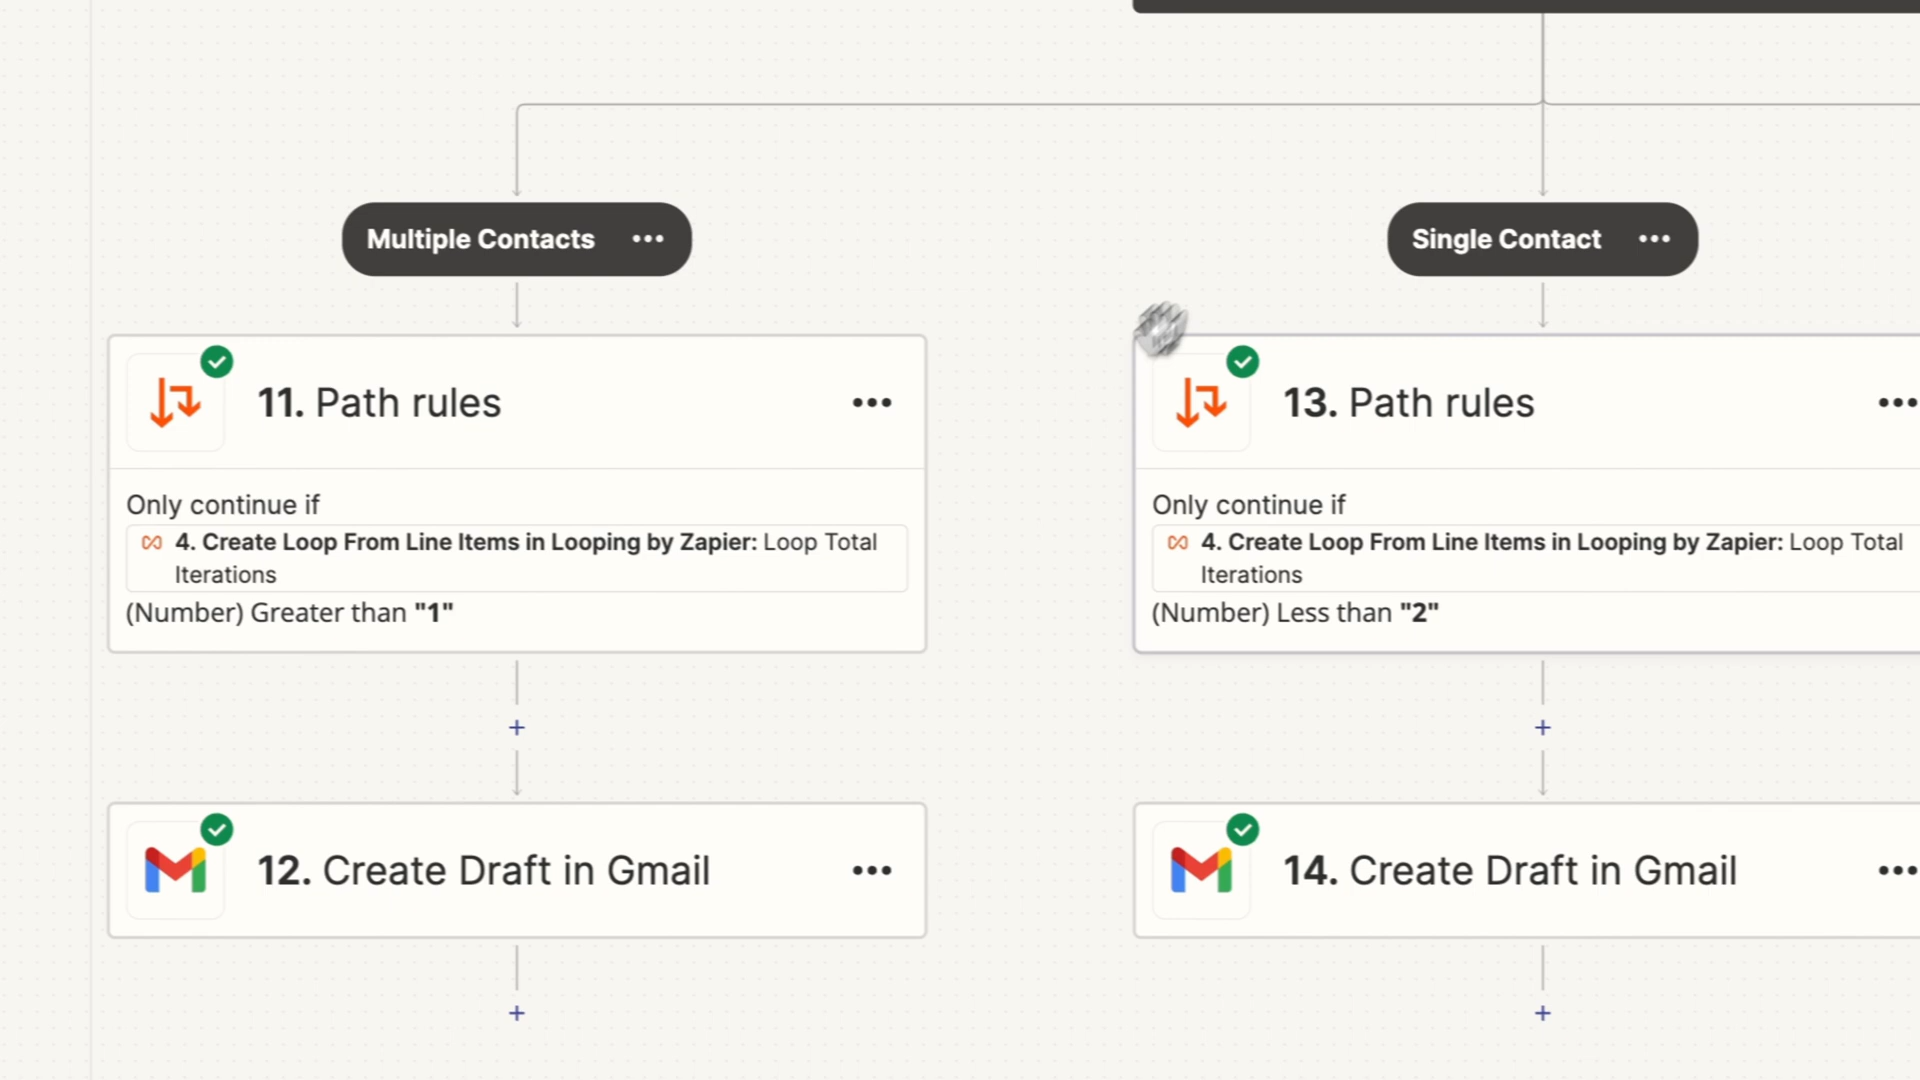 Multiple Contacts
Single Contact
11. Path rules
Only continue if
4. Create Loop From Line Items in Looping by Zapier: Loop Total
Iterations
(Number) Greater than "1"
13. Path rules
Only continue if
4. Create Loop From Line Items in Looping by Zapier: Loop Total
Iterations
(Number) Less than "2"
12. Create Draft in Gmail
14. Create Draft in Gmail